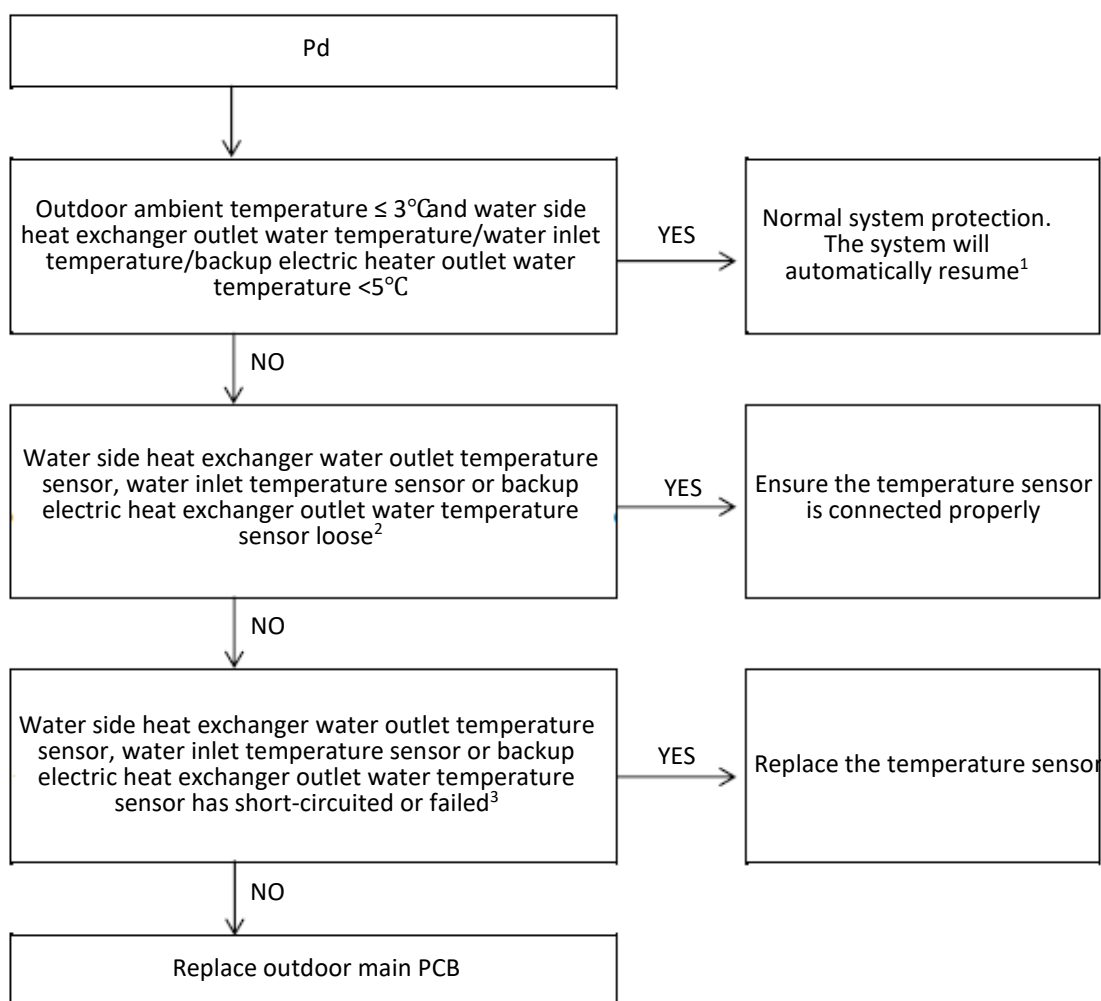 Pd
Outdoor ambient temperature ≤ 3℃and water side
heat exchanger outlet water temperature/water inlet
temperature/backup electric heater outlet water
temperature <5℃
YES
Normal system protection.
The system will
automatically resume¹
NO
Water side heat exchanger water outlet temperature
sensor, water inlet temperature sensor or backup
electric heat exchanger outlet water temperature
sensor loose²
YES
Ensure the temperature sensor
is connected properly
NO
Water side heat exchanger water outlet temperature
sensor, water inlet temperature sensor or backup
electric heat exchanger outlet water temperature
sensor has short-circuited or failed³
YES
Replace the temperature sensor
NO
Replace outdoor main PCB